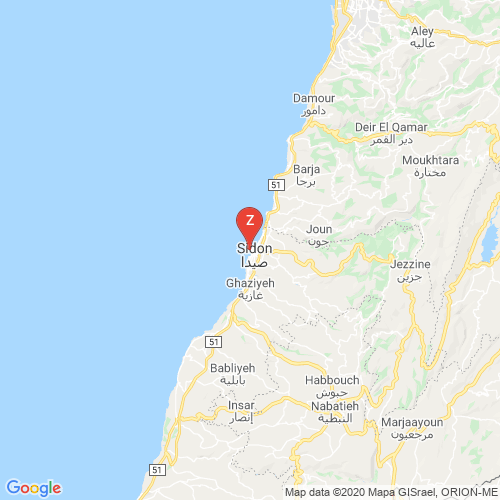 Aley
عاليه
Damour
دامور
Deir El Qamar
دير القمر
Moukhtara
مختارة
Barja
برجا
51
Z
Joun
جون
Sidon
صيدا
Jezzine
جزين
Ghaziyeh
غازية
51
Babliyeh
بابلية
Habbouch
حبوش
Insar
إنصار
Nabatieh
النبطية
Marjaayoun
مرجعيون
51
Google
Map data ©2020 Mapa GISrael, ORION-ME